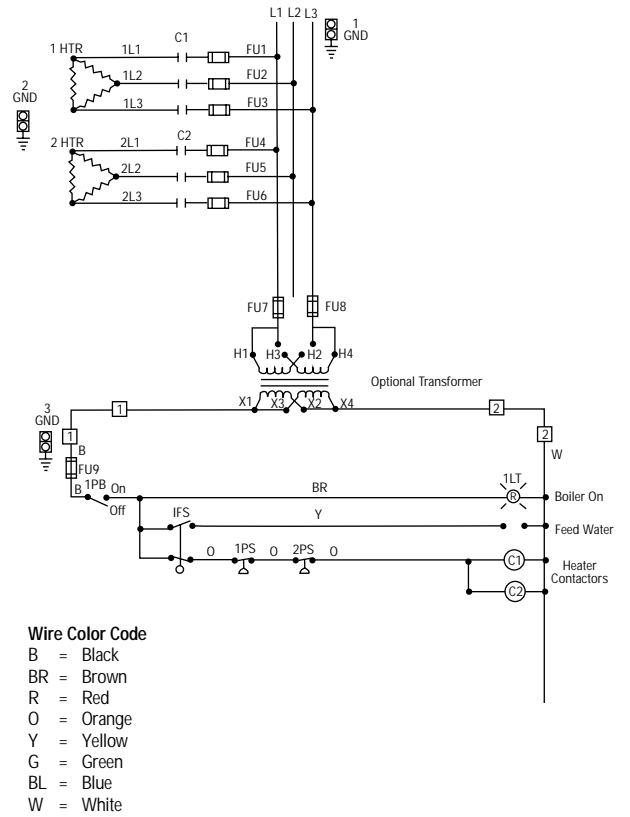 L1 L2 L3
1
GND
C1
1 HTR
1L1
FU1
1L2
FU2
1L3
FU3
2
GND
C2
2 HTR
2L1
FU4
2L2
FU5
2L3
FU6
FU7
FU8
H1 H3 H2 H4
Optional Transformer
X1 X3 X2 X4
1
2
3
GND
1
2
B
W
FU9
B 1PB On
Off
BR
1LT
R
Boiler On
IFS
Y
Feed Water
O 1PS O 2PS O
C1
Heater
Contactors
C2
Wire Color Code
B = Black
BR = Brown
R = Red
O = Orange
Y = Yellow
G = Green
BL = Blue
W = White